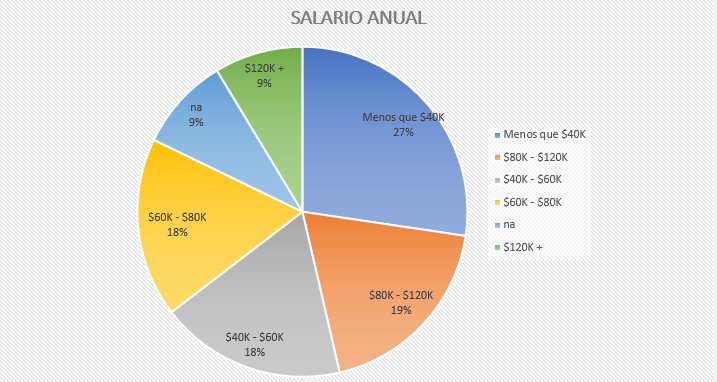 SALARIO ANUAL
$120K +
9%
Menos que $40K
27%
na
9%
$60K - $80K
18%
$80K - $120K
19%
$40K - $60K
18%
Menos que $40K
$80K - $120K
$40K - $60K
$60K - $80K
na
$120K +